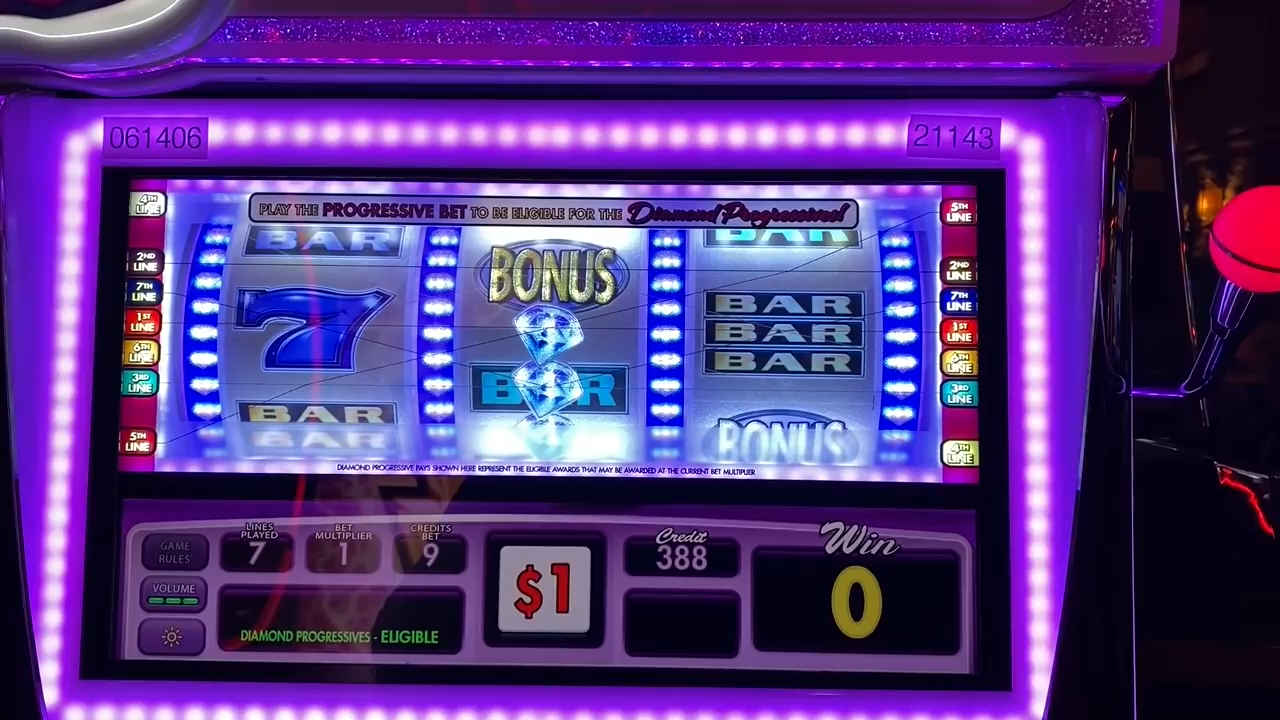 061406
21143
PLAY THE PROGRESSIVE BET TO BE ELIGIBLE FOR THE Diamond Progressives!
4TH LINE
2ND LINE
7TH LINE
1ST LINE
6TH LINE
3RD LINE
5TH LINE
BAR
7
BAR
BAR
BONUS
BAR
BAR
BAR
BAR
BAR
BONUS
5TH LINE
2ND LINE
7TH LINE
1ST LINE
6TH LINE
3RD LINE
4TH LINE
DIAMOND PROGRESSIVE PAYS SHOWN HERE REPRESENT THE ELIGIBLE AWARDS THAT MAY BE AWARDED AT THE CURRENT BET MULTIPLIER
GAME RULES
VOLUME
LINES PLAYED
7
BET MULTIPLIER
1
CREDITS BET
9
DIAMOND PROGRESSIVES - ELIGIBLE
$1
Credit
388
Win
0